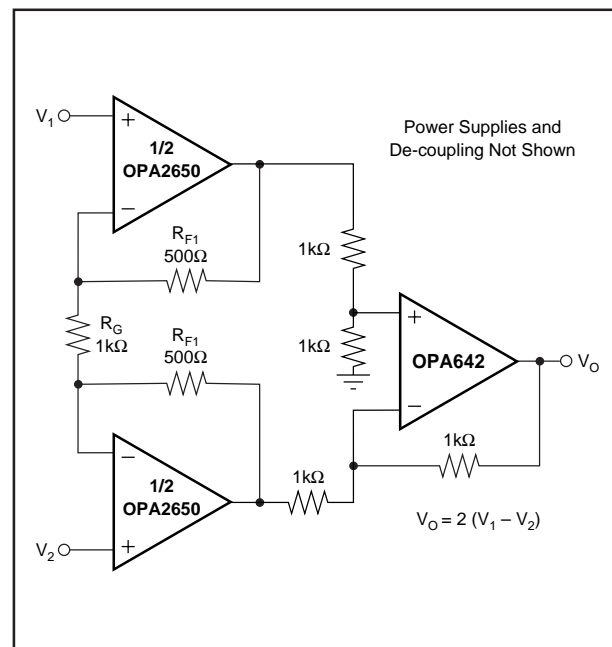 V1
+
1/2
OPA2650
−
Power Supplies and
De-coupling Not Shown
RF1
500Ω
1kΩ
RG
1kΩ
RF1
500Ω
1kΩ
+
OPA642
−
VO
−
1/2
OPA2650
+
1kΩ
1kΩ
V2
VO = 2 (V1 – V2)